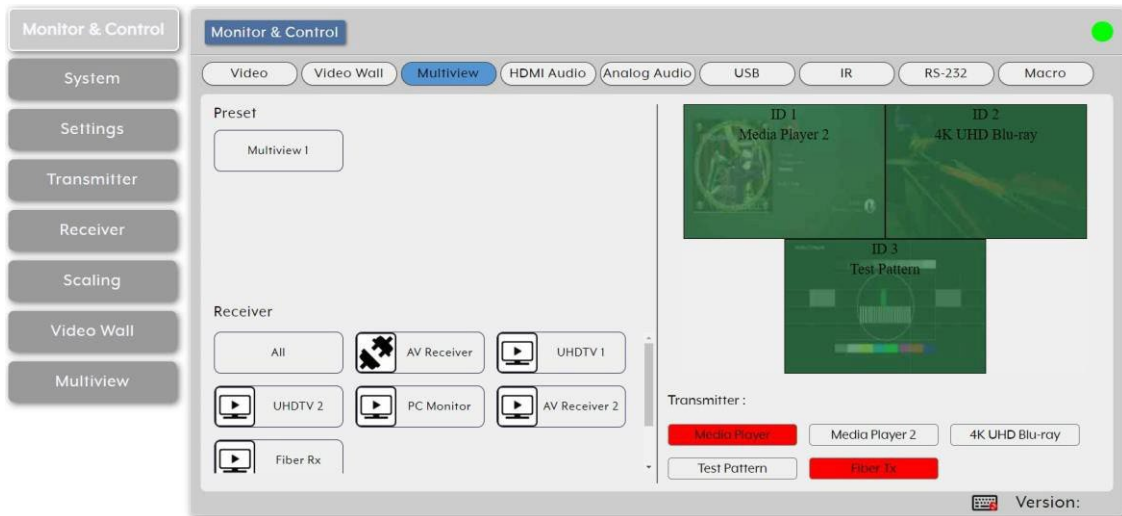 Monitor & Control
System
Settings
Transmitter
Receiver
Scaling
Video Wall
Multiview
Monitor & Control
Video Video Wall Multiview HDMI Audio Analog Audio USB IR RS-232 Macro
Preset
Multiview 1
Receiver
All AV Receiver UHDTV 1
UHDTV 2 PC Monitor AV Receiver 2
Fiber Rx
ID 1
Media Player 2
ID 2
4K UHD Blu-ray
ID 3
Test Pattern
Transmitter :
Media Player Media Player 2 4K UHD Blu-ray
Test Pattern Fiber Tx
Version: